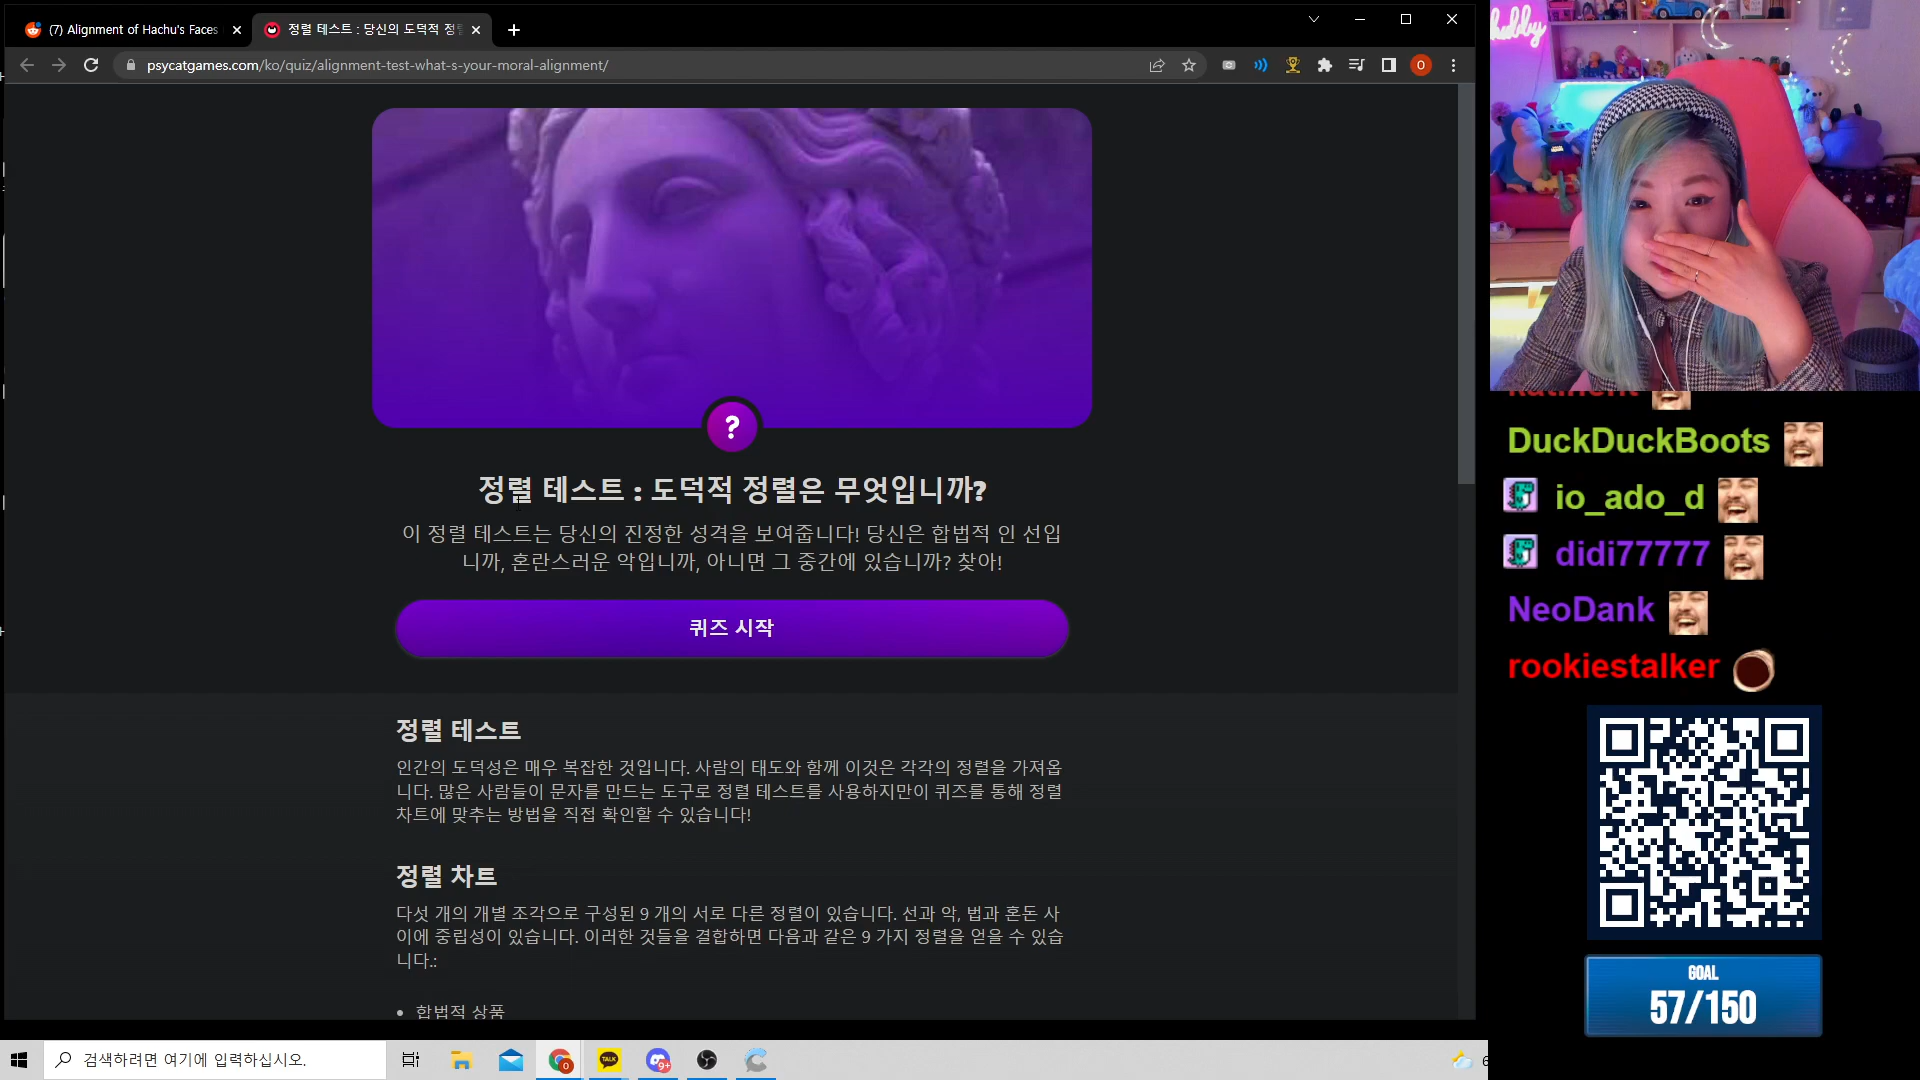 (7) Alignment of Hachu's Faces
정렬 테스트 : 당신의 도덕적 정렬
psycatgames.com/ko/quiz/alignment-test-what-s-your-moral-alignment/
O
?
정렬 테스트 : 도덕적 정렬은 무엇입니까?
이 정렬 테스트는 당신의 진정한 성격을 보여줍니다! 당신은 합법적 인 선입
니까, 혼란스러운 악입니까, 아니면 그 중간에 있습니까? 찾아!
퀴즈 시작
정렬 테스트
인간의 도덕성은 매우 복잡한 것입니다. 사람의 태도와 함께 이것은 각각의 정렬을 가져옵
니다. 많은 사람들이 문자를 만드는 도구로 정렬 테스트를 사용하지만이 퀴즈를 통해 정렬
차트에 맞추는 방법을 직접 확인할 수 있습니다!
정렬 차트
다섯 개의 개별 조각으로 구성된 9 개의 서로 다른 정렬이 있습니다. 선과 악, 법과 혼돈 사
이에 중립성이 있습니다. 이러한 것들을 결합하면 다음과 같은 9 가지 정렬을 얻을 수 있습
니다.:
• 합법적 상품
검색하려면 여기에 입력하십시오.
0
TALK
9+
DuckDuckBoots
io_ado_d
didi77777
NeoDank
rookiestalker
GOAL
57/150